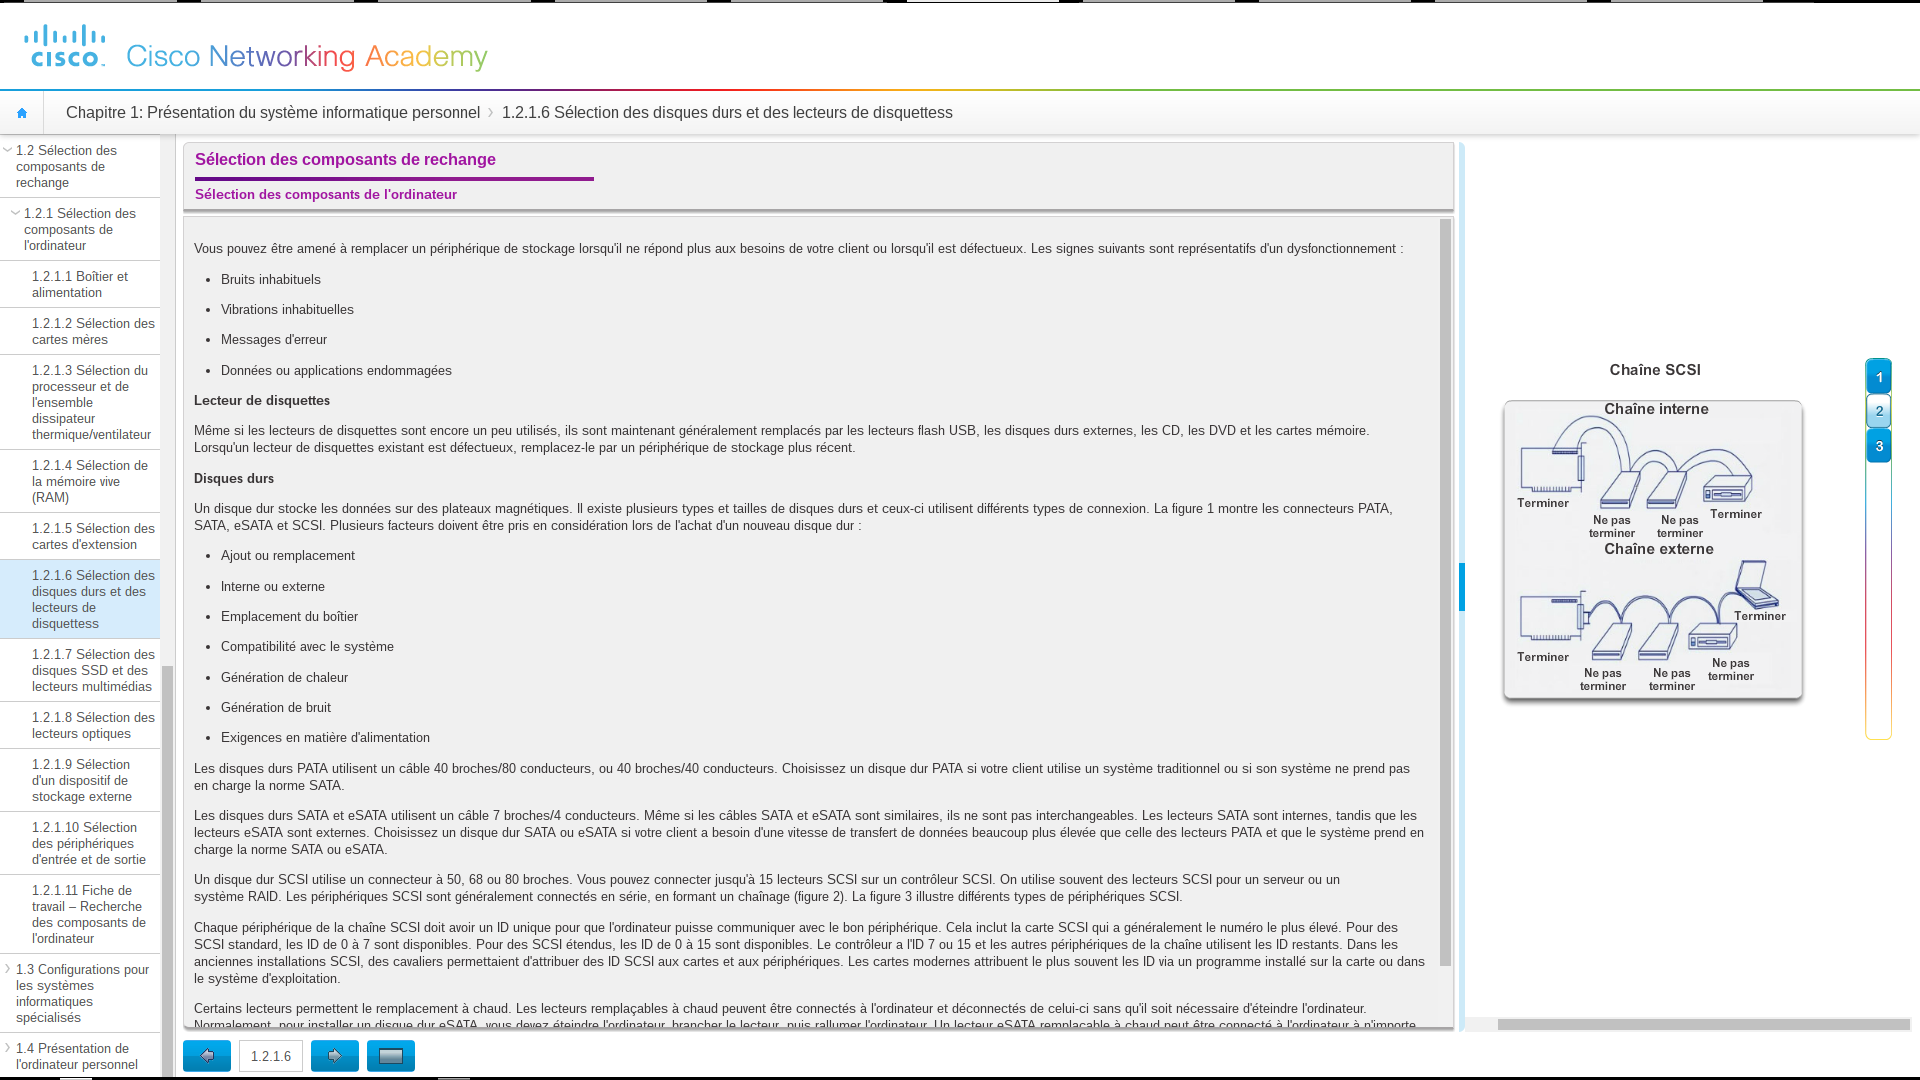 cisco
Cisco Networking Academy
Chapitre 1: Présentation du système informatique personnel
1.2.1.6 Sélection des disques durs et des lecteurs de disquettess
1.2 Sélection des
composants de
rechange
1.2.1 Sélection des
composants de
l'ordinateur
1.2.1.1 Boîtier et
alimentation
1.2.1.2 Sélection des
cartes mères
1.2.1.3 Sélection du
processeur et de
l'ensemble
dissipateur
thermique/ventilateur
1.2.1.4 Sélection de
la mémoire vive
(RAM)
1.2.1.5 Sélection des
cartes d'extension
1.2.1.6 Sélection des
disques durs et des
lecteurs de
disquettess
1.2.1.7 Sélection des
disques SSD et des
lecteurs multimédias
1.2.1.8 Sélection des
lecteurs optiques
1.2.1.9 Sélection
d'un dispositif de
stockage externe
1.2.1.10 Sélection
des périphériques
d'entrée et de sortie
1.2.1.11 Fiche de
travail – Recherche
des composants de
l'ordinateur
1.3 Configurations pour
les systèmes
informatiques
spécialisés
1.4 Présentation de
l'ordinateur personnel
Sélection des composants de rechange
Sélection des composants de l'ordinateur
Vous pouvez être amené à remplacer un périphérique de stockage lorsqu'il ne répond plus aux besoins de votre client ou lorsqu'il est défectueux. Les signes suivants sont représentatifs d'un dysfonctionnement :
• Bruits inhabituels
• Vibrations inhabituelles
• Messages d'erreur
• Données ou applications endommagées
Lecteur de disquettes
Même si les lecteurs de disquettes sont encore un peu utilisés, ils sont maintenant généralement remplacés par les lecteurs flash USB, les disques durs externes, les CD, les DVD et les cartes mémoire.
Lorsqu'un lecteur de disquettes existant est défectueux, remplacez-le par un périphérique de stockage plus récent.
Disques durs
Un disque dur stocke les données sur des plateaux magnétiques. Il existe plusieurs types et tailles de disques durs et ceux-ci utilisent différents types de connexion. La figure 1 montre les connecteurs PATA,
SATA, eSATA et SCSI. Plusieurs facteurs doivent être pris en considération lors de l'achat d'un nouveau disque dur :
• Ajout ou remplacement
• Interne ou externe
• Emplacement du boîtier
• Compatibilité avec le système
• Génération de chaleur
• Génération de bruit
• Exigences en matière d'alimentation
Les disques durs PATA utilisent un câble 40 broches/80 conducteurs, ou 40 broches/40 conducteurs. Choisissez un disque dur PATA si votre client utilise un système traditionnel ou si son système ne prend pas
en charge la norme SATA.
Les disques durs SATA et eSATA utilisent un câble 7 broches/4 conducteurs. Même si les câbles SATA et eSATA sont similaires, ils ne sont pas interchangeables. Les lecteurs SATA sont internes, tandis que les
lecteurs eSATA sont externes. Choisissez un disque dur SATA ou eSATA si votre client a besoin d'une vitesse de transfert de données beaucoup plus élevée que celle des lecteurs PATA et que le système prend en
charge la norme SATA ou eSATA.
Un disque dur SCSI utilise un connecteur à 50, 68 ou 80 broches. Vous pouvez connecter jusqu'à 15 lecteurs SCSI sur un contrôleur SCSI. On utilise souvent des lecteurs SCSI pour un serveur ou un
système RAID. Les périphériques SCSI sont généralement connectés en série, en formant un chaînage (figure 2). La figure 3 illustre différents types de périphériques SCSI.
Chaque périphérique de la chaîne SCSI doit avoir un ID unique pour que l'ordinateur puisse communiquer avec le bon périphérique. Cela inclut la carte SCSI qui a généralement le numéro le plus élevé. Pour des
SCSI standard, les ID de 0 à 7 sont disponibles. Pour des SCSI étendus, les ID de 0 à 15 sont disponibles. Le contrôleur a l'ID 7 ou 15 et les autres périphériques de la chaîne utilisent les ID restants. Dans les
anciennes installations SCSI, des cavaliers permettaient d'attribuer des ID SCSI aux cartes et aux périphériques. Les cartes modernes attribuent le plus souvent les ID via un programme installé sur la carte ou dans
le système d'exploitation.
Certains lecteurs permettent le remplacement à chaud. Les lecteurs remplaçables à chaud peuvent être connectés à l'ordinateur et déconnectés de celui-ci sans qu'il soit nécessaire d'éteindre l'ordinateur.
Normalement, pour installer un disque dur eSATA, vous devez éteindre l'ordinateur, brancher le lecteur, puis rallumer l'ordinateur. Un lecteur eSATA remplaçable à chaud peut être connecté à l'ordinateur à n'importe
1.2.1.6
Chaîne SCSI
Chaîne interne
Terminer
Ne pas
terminer
Ne pas
terminer
Terminer
Chaîne externe
Terminer
Terminer
Ne pas
terminer
Ne pas
terminer
Ne pas
terminer
1
2
3